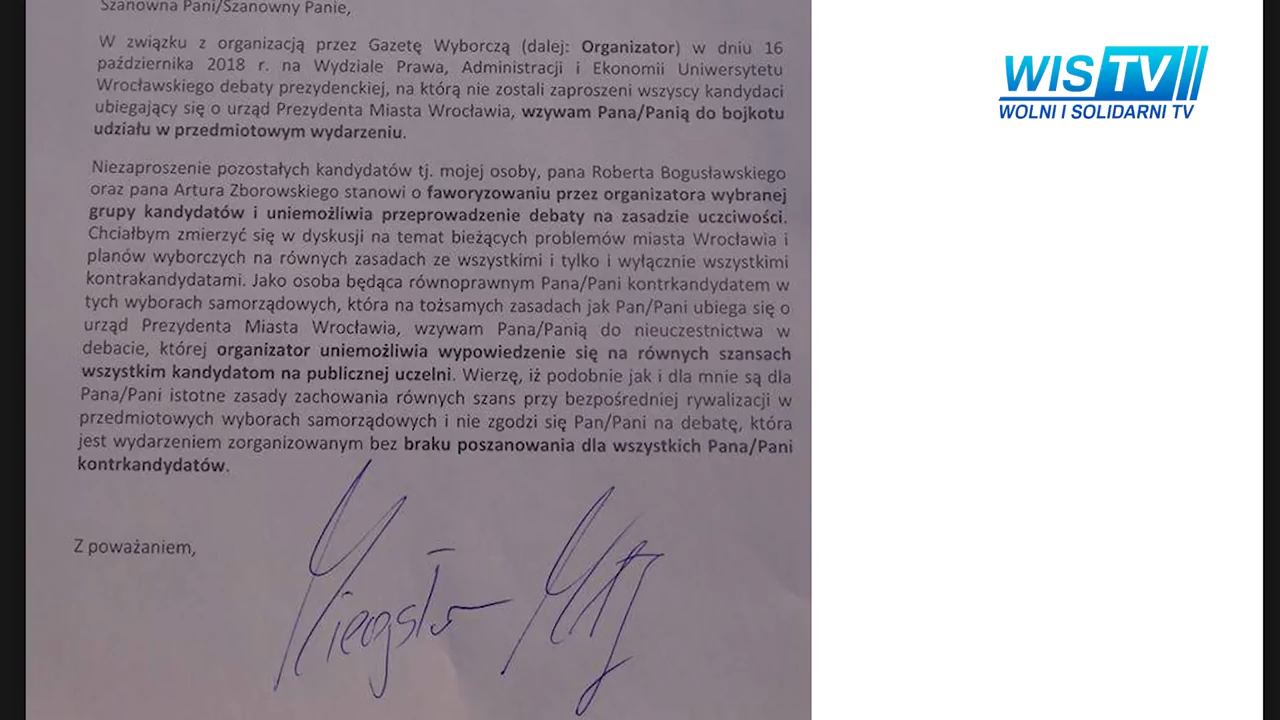 Szanowna Pani/Szanowny Panie,
W związku z organizacją przez Gazetę Wyborczą (dalej: Organizator) w dniu 16
października 2018 r. na Wydziale Prawa, Administracji i Ekonomii Uniwersytetu
Wrocławskiego debaty prezydenckiej, na którą nie zostali zaproszeni wszyscy kandydaci
ubiegający się o urząd Prezydenta Miasta Wrocławia, wzywam Pana/Panią do bojkotu
udziału w przedmiotowym wydarzeniu.
Niezaproszenie pozostałych kandydatów tj. mojej osoby, pana Roberta Bogusławskiego
oraz pana Artura Zborowskiego stanowi o faworyzowaniu przez organizatora wybranej
grupy kandydatów i uniemożliwia przeprowadzenie debaty na zasadzie uczciwości.
Chciałbym zmierzyć się w dyskusji na temat bieżących problemów miasta Wrocławia i
planów wyborczych na równych zasadach ze wszystkimi i tylko i wyłącznie wszystkimi
kontrakandydatami. Jako osoba będąca równoprawnym Pana/Pani kontrkandydatem w
tych wyborach samorządowych, która na tożsamych zasadach jak Pan/Pani ubiega się o
urząd Prezydenta Miasta Wrocławia, wzywam Pana/Panią do nieuczestnictwa w
debacie, której organizator uniemożliwia wypowiedzenie się na równych szansach
wszystkim kandydatom na publicznej uczelni. Wierzę, iż podobnie jak i dla mnie są dla
Pana/Pani istotne zasady zachowania równych szans przy bezpośredniej rywalizacji w
przedmiotowych wyborach samorządowych i nie zgodzi się Pan/Pani na debatę, która
jest wydarzeniem zorganizowanym bez braku poszanowania dla wszystkich Pana/Pani
kontrkandydatów.
Z poważaniem,
WISTV
WOLNI I SOLIDARNI TV